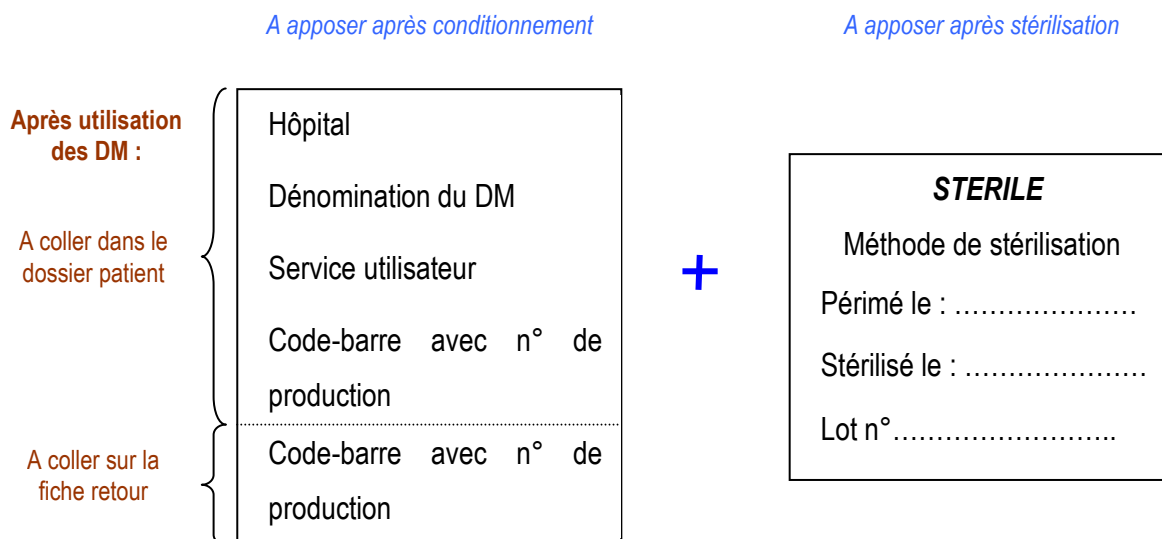 A apposer après conditionnement
A apposer après stérilisation
Après utilisation
des DM :
A coller dans le
dossier patient
Hôpital
Dénomination du DM
Service utilisateur
Code-barre avec n° de
production
A coller sur la
fiche retour
Code-barre avec n° de
production
+
STERILE
Méthode de stérilisation
Périmé le : …………………
Stérilisé le : ………………
Lot n°……………………..